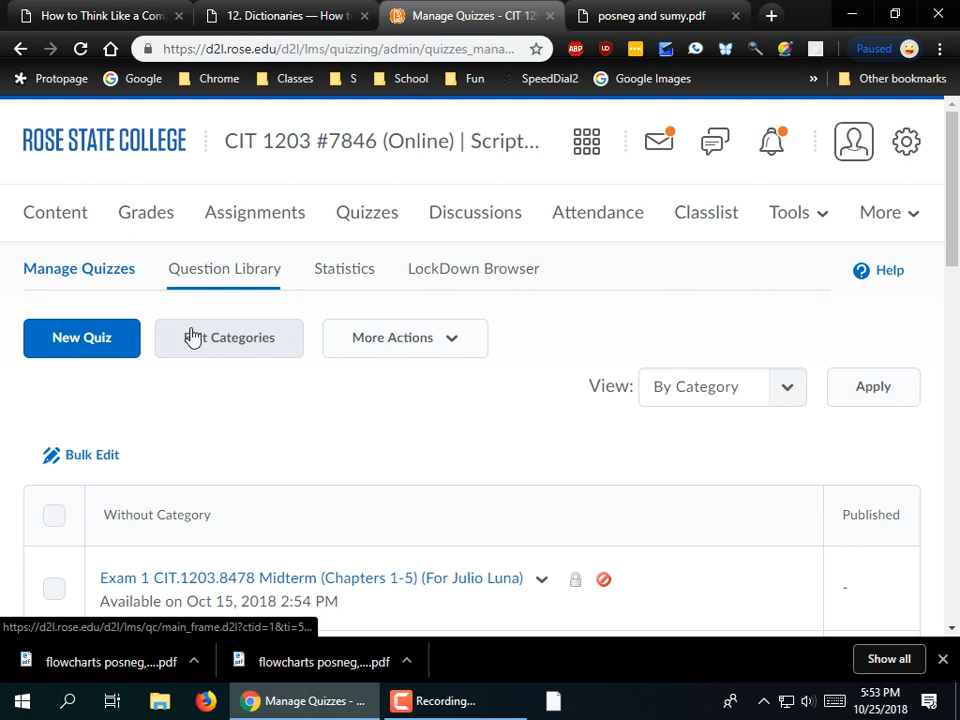 How to Think Like a Com
12. Dictionaries — How to
Manage Quizzes - CIT 12
posneg and sumy.pdf
https://d2l.rose.edu/d2l/lms/quizzing/admin/quizzes_mana...
ABP
Paused
Protopage
Google
Chrome
Classes
S
School
Fun
SpeedDial2
Google Images
»
Other bookmarks
ROSE STATE COLLEGE
CIT 1203 #7846 (Online) | Script...
Content
Grades
Assignments
Quizzes
Discussions
Attendance
Classlist
Tools
More
Manage Quizzes
Question Library
Statistics
LockDown Browser
Help
New Quiz
Categories
More Actions
View:
By Category
Apply
Bulk Edit
Without Category
Published
Exam 1 CIT.1203.8478 Midterm (Chapters 1-5) (For Julio Luna)
Available on Oct 15, 2018 2:54 PM
-
https://d2l.rose.edu/d2l/lms/qc/main_frame.d2l?ctid=1&ti=5...
flowcharts posneg,....pdf
flowcharts posneg,....pdf
Show all
Manage Quizzes - ...
Recording...
5:53 PM
10/25/2018